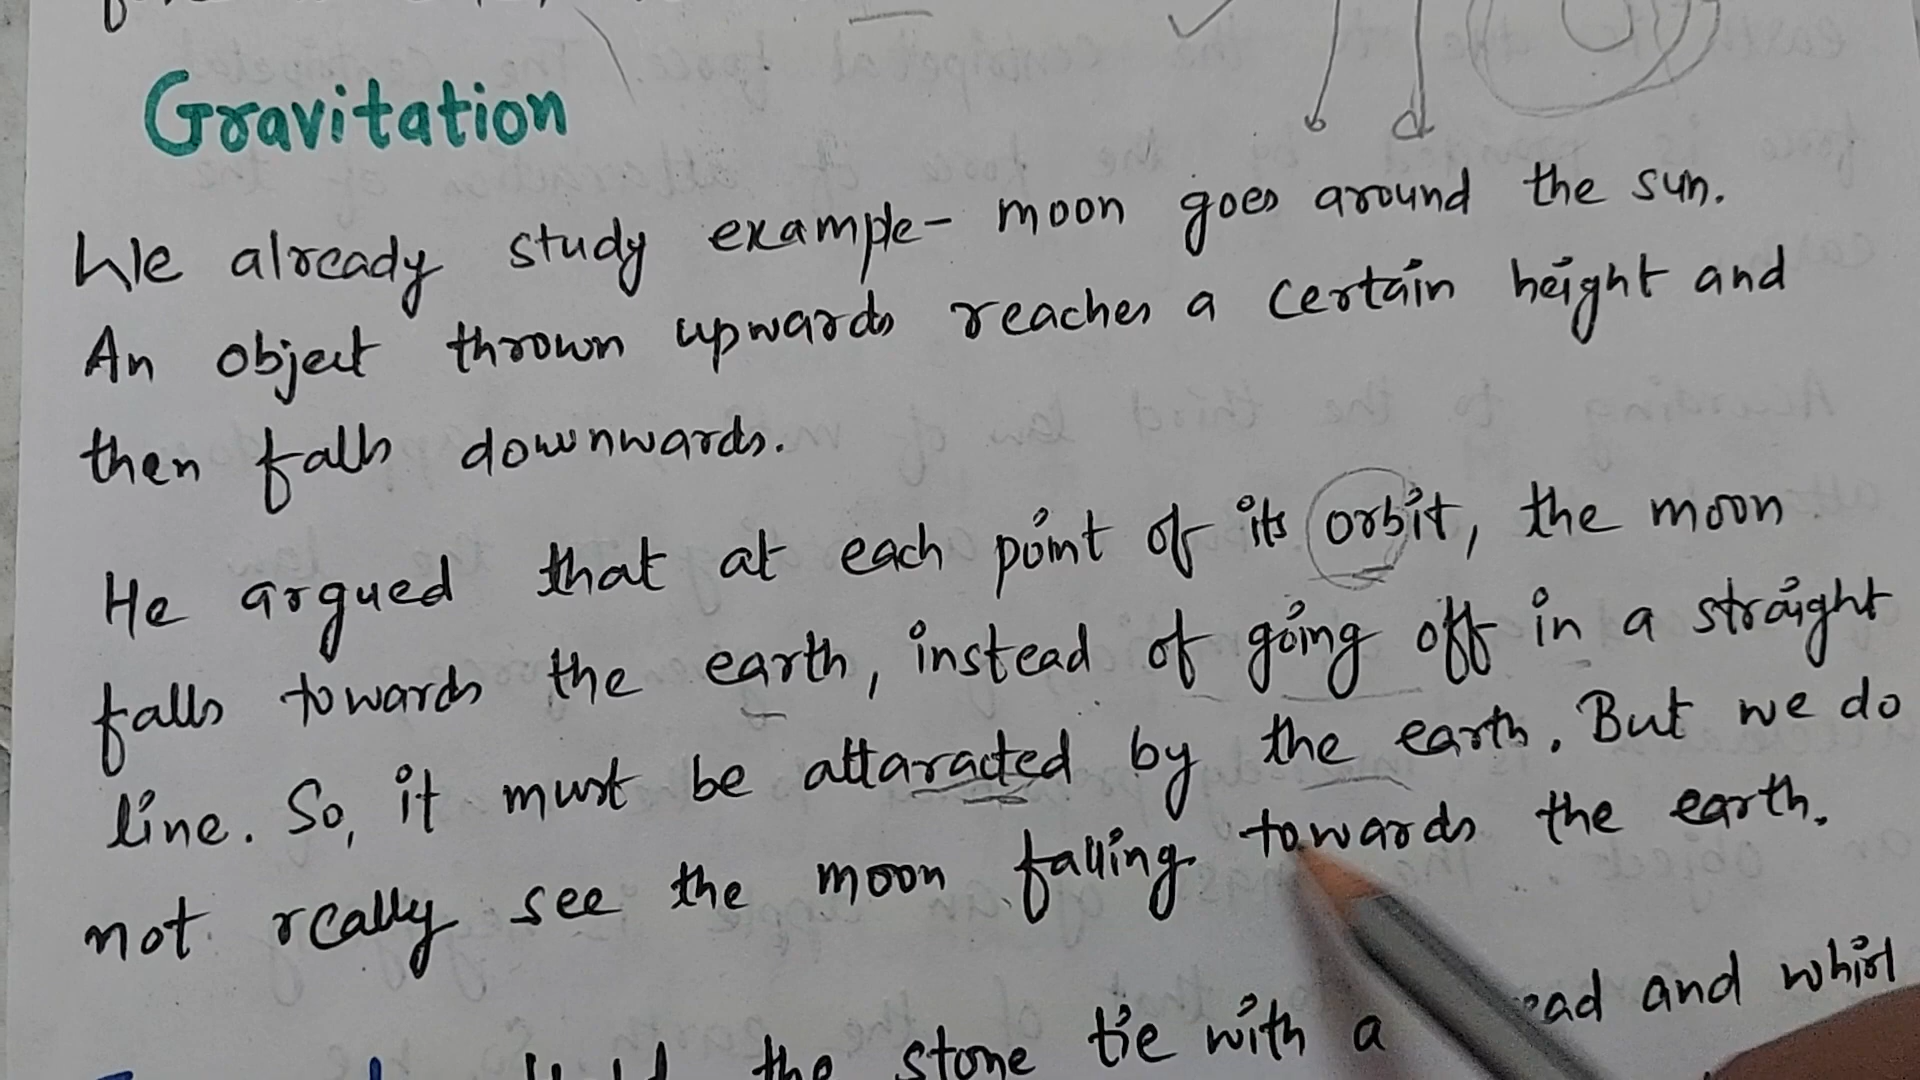 Gravitation
We already study example- moon goes around the sun.
An object thrown upwards reaches a certain height and
then falls downwards.
He argued that at each point of its orbit, the moon
falls towards the earth, instead of going off in a straight
line. So, it must be attaracted by the earth. But we do
not really see the moon falling towards the earth.
the stone tie with a and whirl